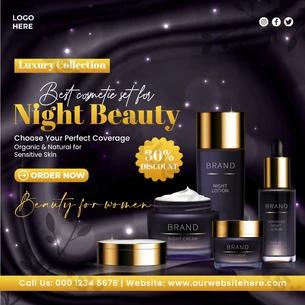 LOGO
HERE
Luxury Collection
Best cosmetic set for
Night Beauty
Choose Your Perfect Coverage
Organic & Natural for
Sensitive Skin
30%
DISCOUNT
ORDER NOW
Beauty for women
BRAND
NIGHT
LOTION
BRAND
NIGHT CREAM
BRAND
BRAND
Call Us: 000 1234 5678 | Website: www.ourwebsitehere.com